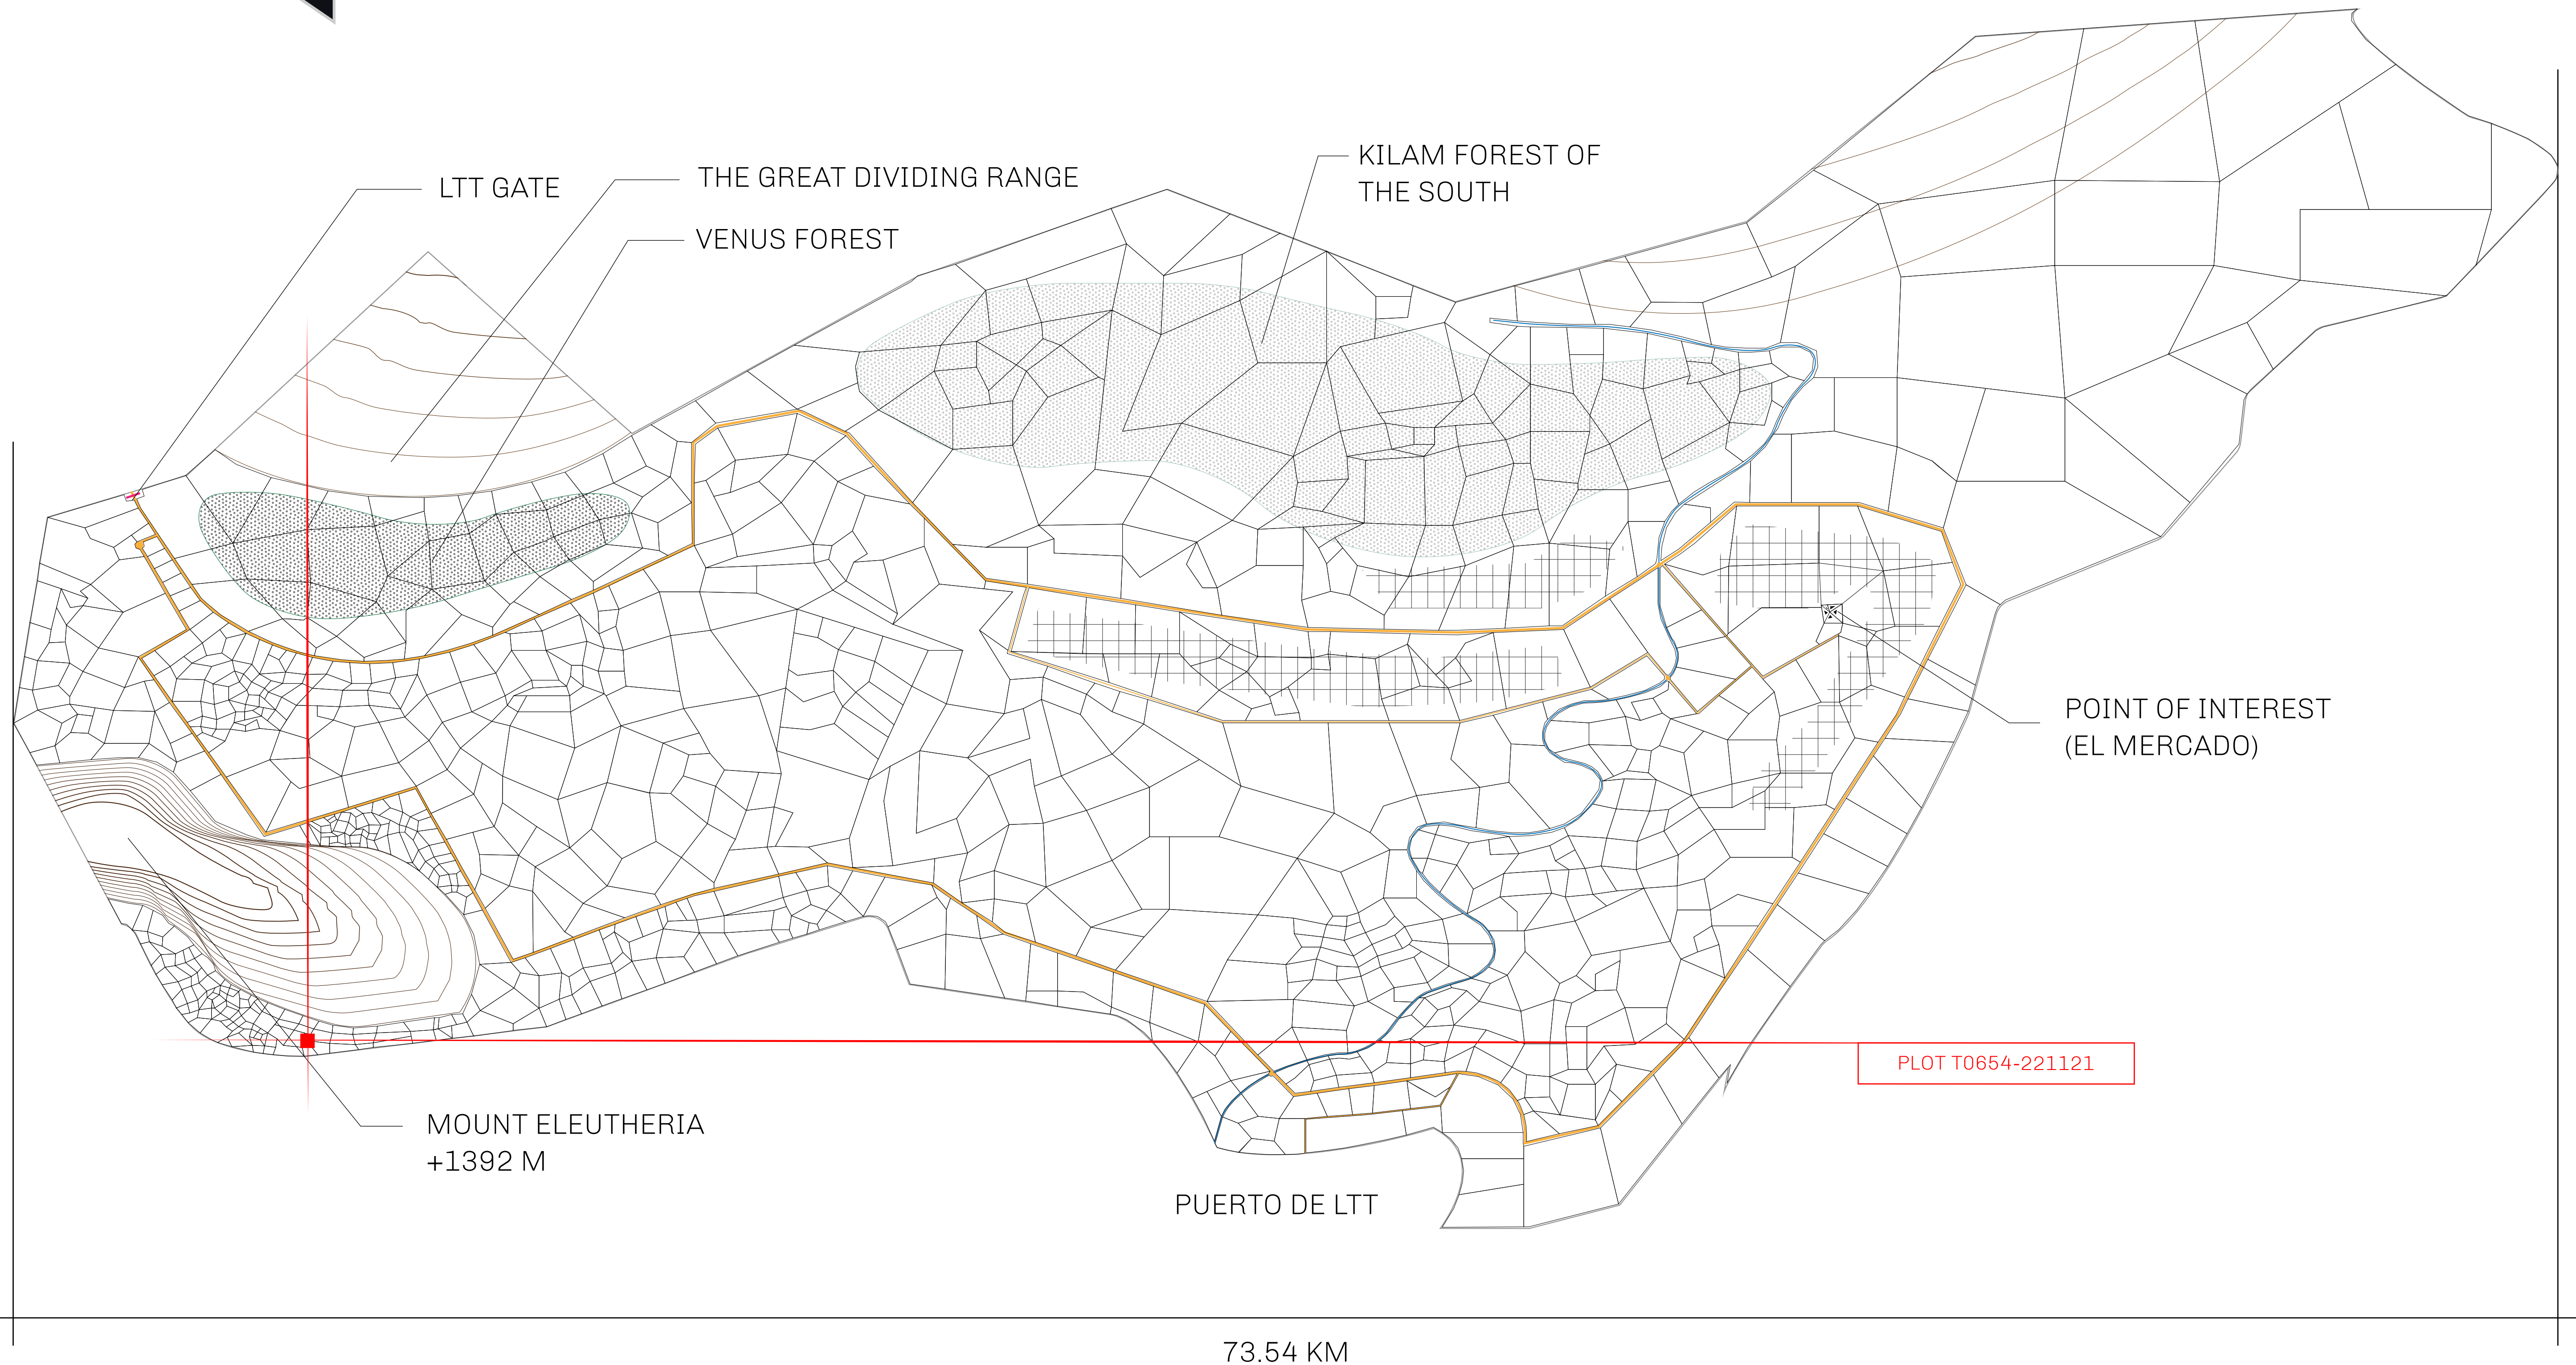 KILAM FOREST OF
THE SOUTH
THE GREAT DIVIDING RANGE
LTT GATE
VENUS FOREST
POINT OF INTEREST
(EL MERCADO)
PLOT T0654-221121
MOUNT ELEUTHERIA
+1392 M
PUERTO DE LTT
73.54 KM